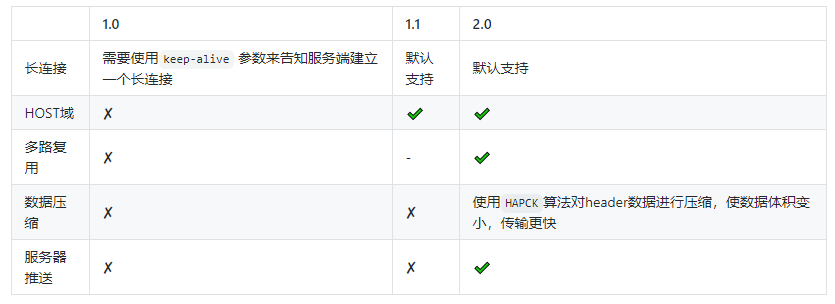 1.0 1.1 2.0
长连接 需要使用 keep-alive 参数来告知服务端建立
一个长连接 默认
支持 默认支持
HOST域 ✗ ✔ ✔
多路复
用 ✗ - ✔
数据压
缩 ✗ ✗ 使用 HAPCK 算法对header数据进行压缩，使数据体积变
小，传输更快
服务器
推送 ✗ ✗ ✔